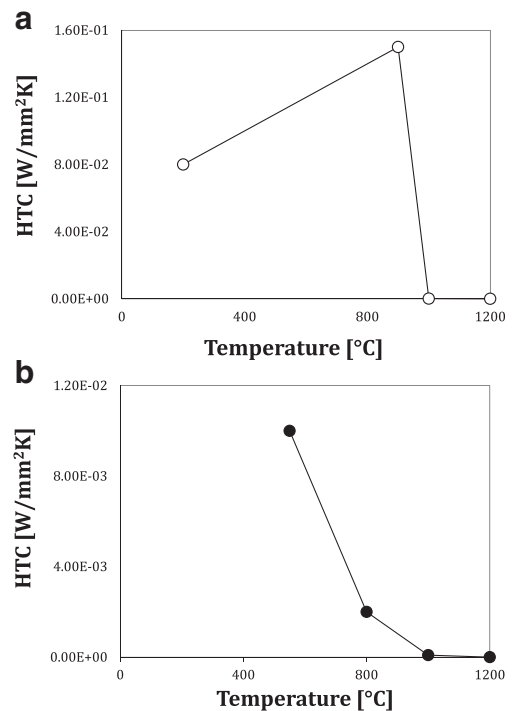 a
1.60E-01
1.20E-01
8.00E-02
4.00E-02
0.00E+00
HTC [W/mm²K]
0 400 800 1200
Temperature [°C]
b
1.20E-02
8.00E-03
4.00E-03
0.00E+00
HTC [W/mm²K]
0 400 800 1200
Temperature [°C]